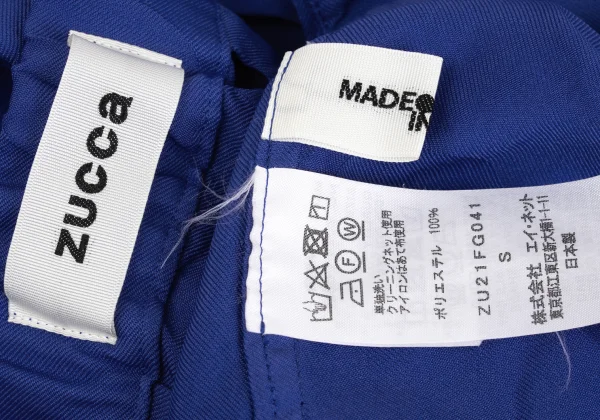 zucca
MADE
IN
Ⓕ Ⓦ
単独洗い
クリーニングネット使用
アイロンはあて布使用
ポリエステル 100%
ZU21FG041
S
株式会社 エイ・ネット
東京都江東区新大橋1-1-11
日本製